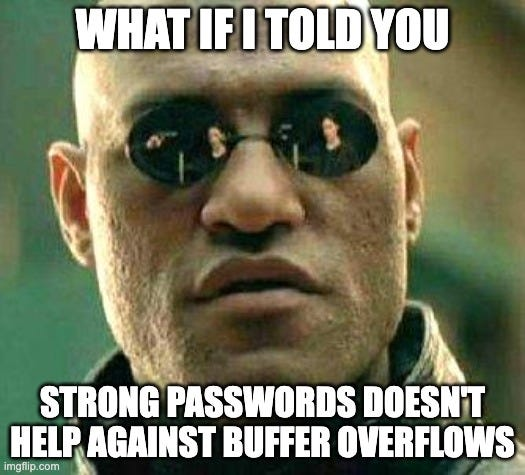 WHAT IF I TOLD YOU
STRONG PASSWORDS DOESN'T
HELP AGAINST BUFFER OVERFLOWS
imgflip.com